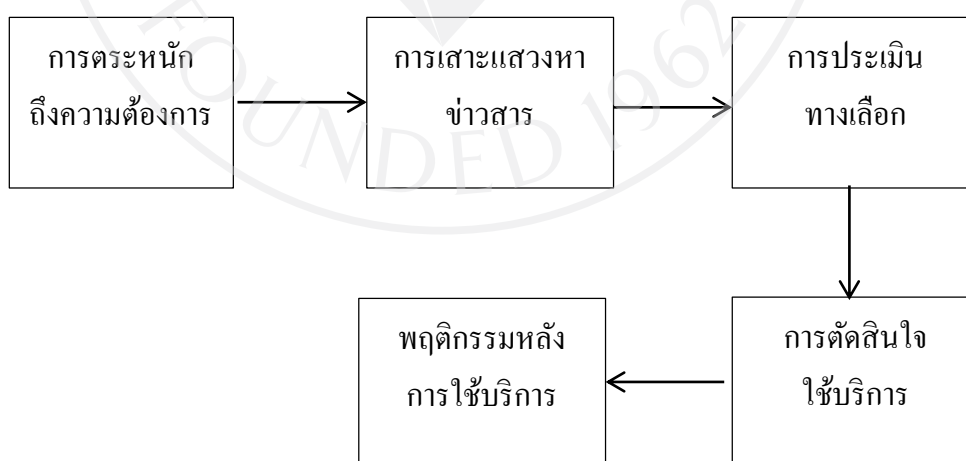 การตระหนัก
ถึงความต้องการ
การเสาะแสวงหา
ข่าวสาร
การประเมิน
ทางเลือก
การตัดสินใจ
ใช้บริการ
พฤติกรรมหลัง
การใช้บริการ
FOUNDED 1962